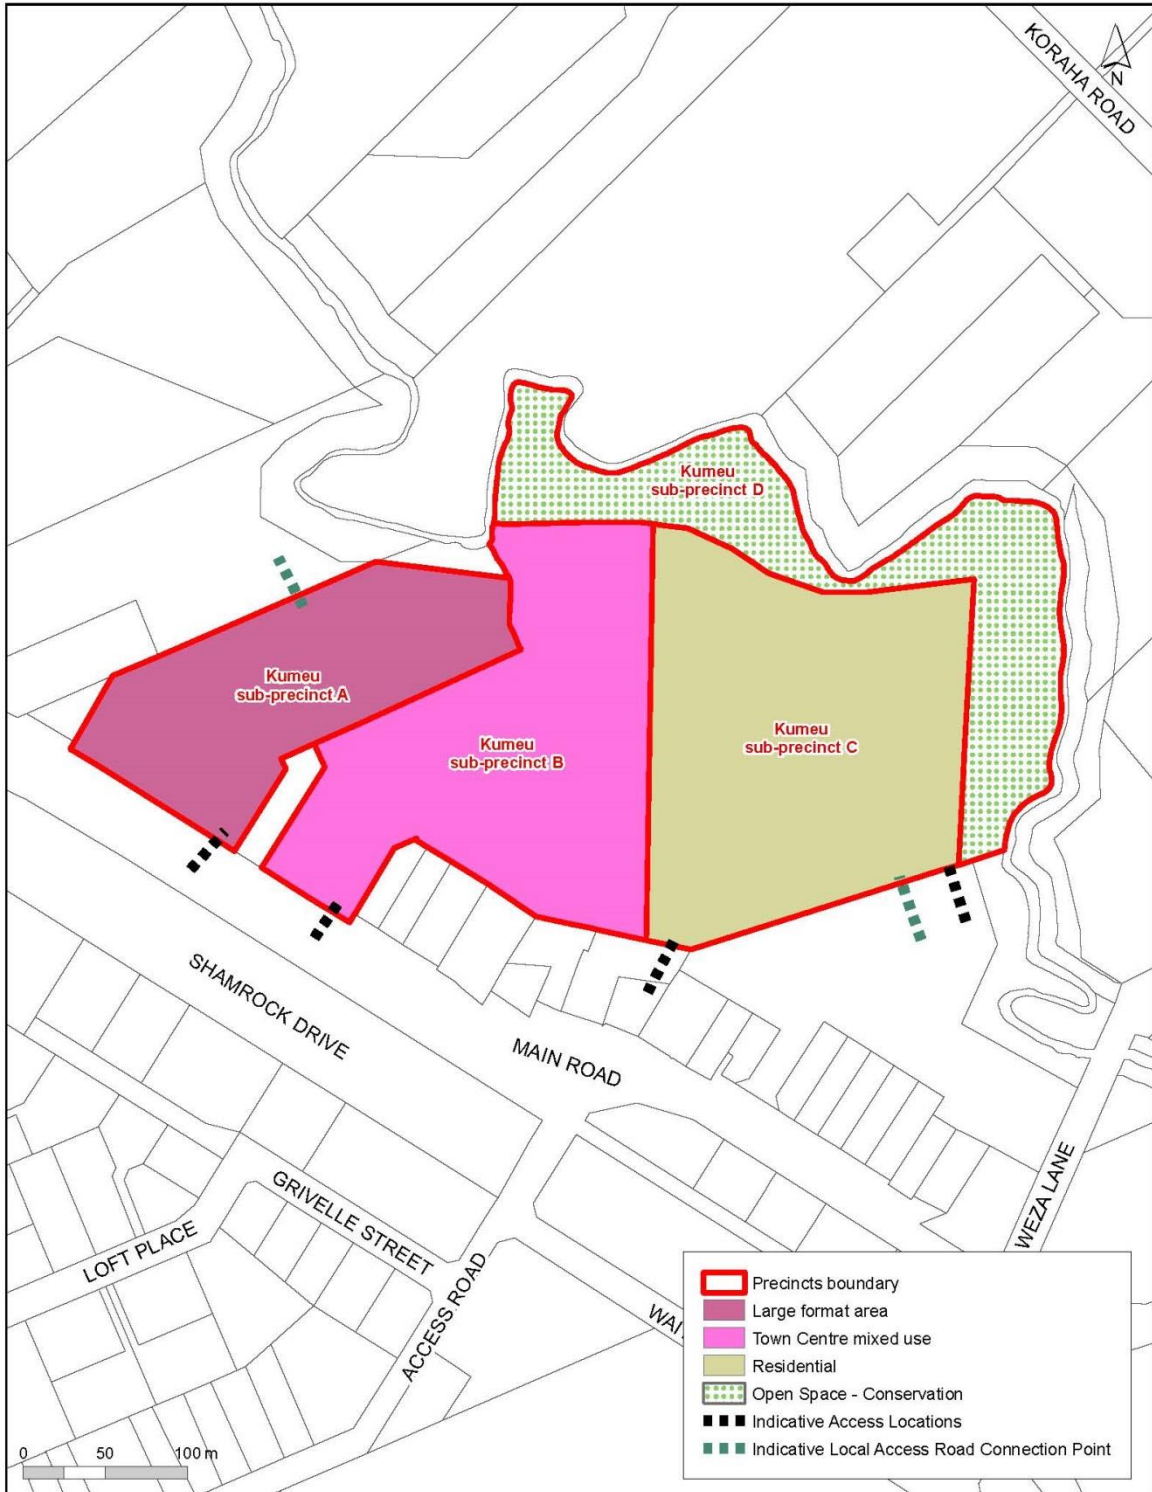 KORAHA ROAD
N
Kumeu
sub-precinct D
Kumeu
sub-precinct A
Kumeu
sub-precinct B
Kumeu
sub-precinct C
SHAMROCK DRIVE
MAIN ROAD
GRIVELLE STREET
LOFT PLACE
ACCESS ROAD
WEZA LANE
Precincts boundary
Large format area
Town Centre mixed use
Residential
Open Space - Conservation
Indicative Access Locations
Indicative Local Access Road Connection Point
0 50 100 m